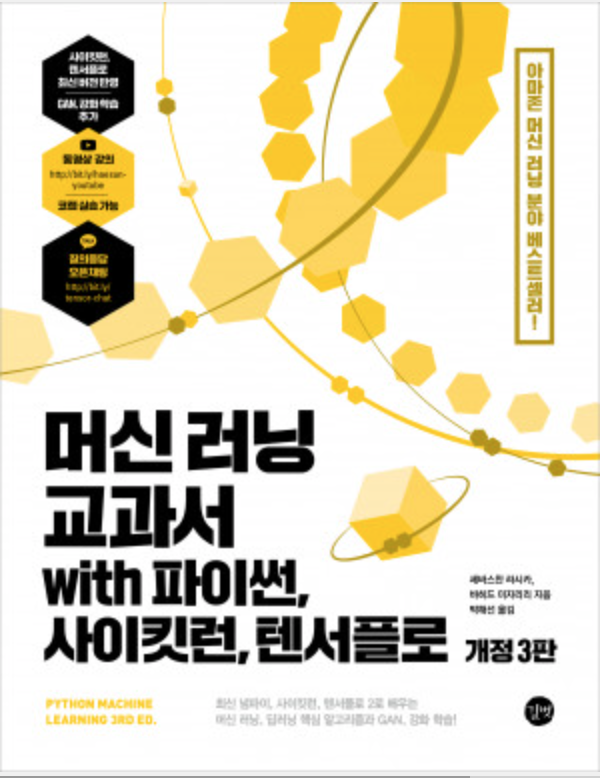 사이킷런,
텐서플로
최신 버전 반영
GAN, 강화 학습
추가
동영상 강의
http://bit.ly/haesun-
youtube
코랩 실습 가능
TALK
질의응답
오픈채팅
http://bit.ly/
tensor-chat
아마존 머신 러닝 분야 베스트셀러!
머신 러닝
교과서
with 파이썬,
사이킷런, 텐서플로
개정 3판
세바스찬 라시카,
바히드 미자리리 지음
박해선 옮김
PYTHON MACHINE
LEARNING 3RD ED.
최신 넘파이, 사이킷런, 텐서플로 2로 배우는
머신 러닝, 딥러닝 핵심 알고리즘과 GAN, 강화 학습!
길벗